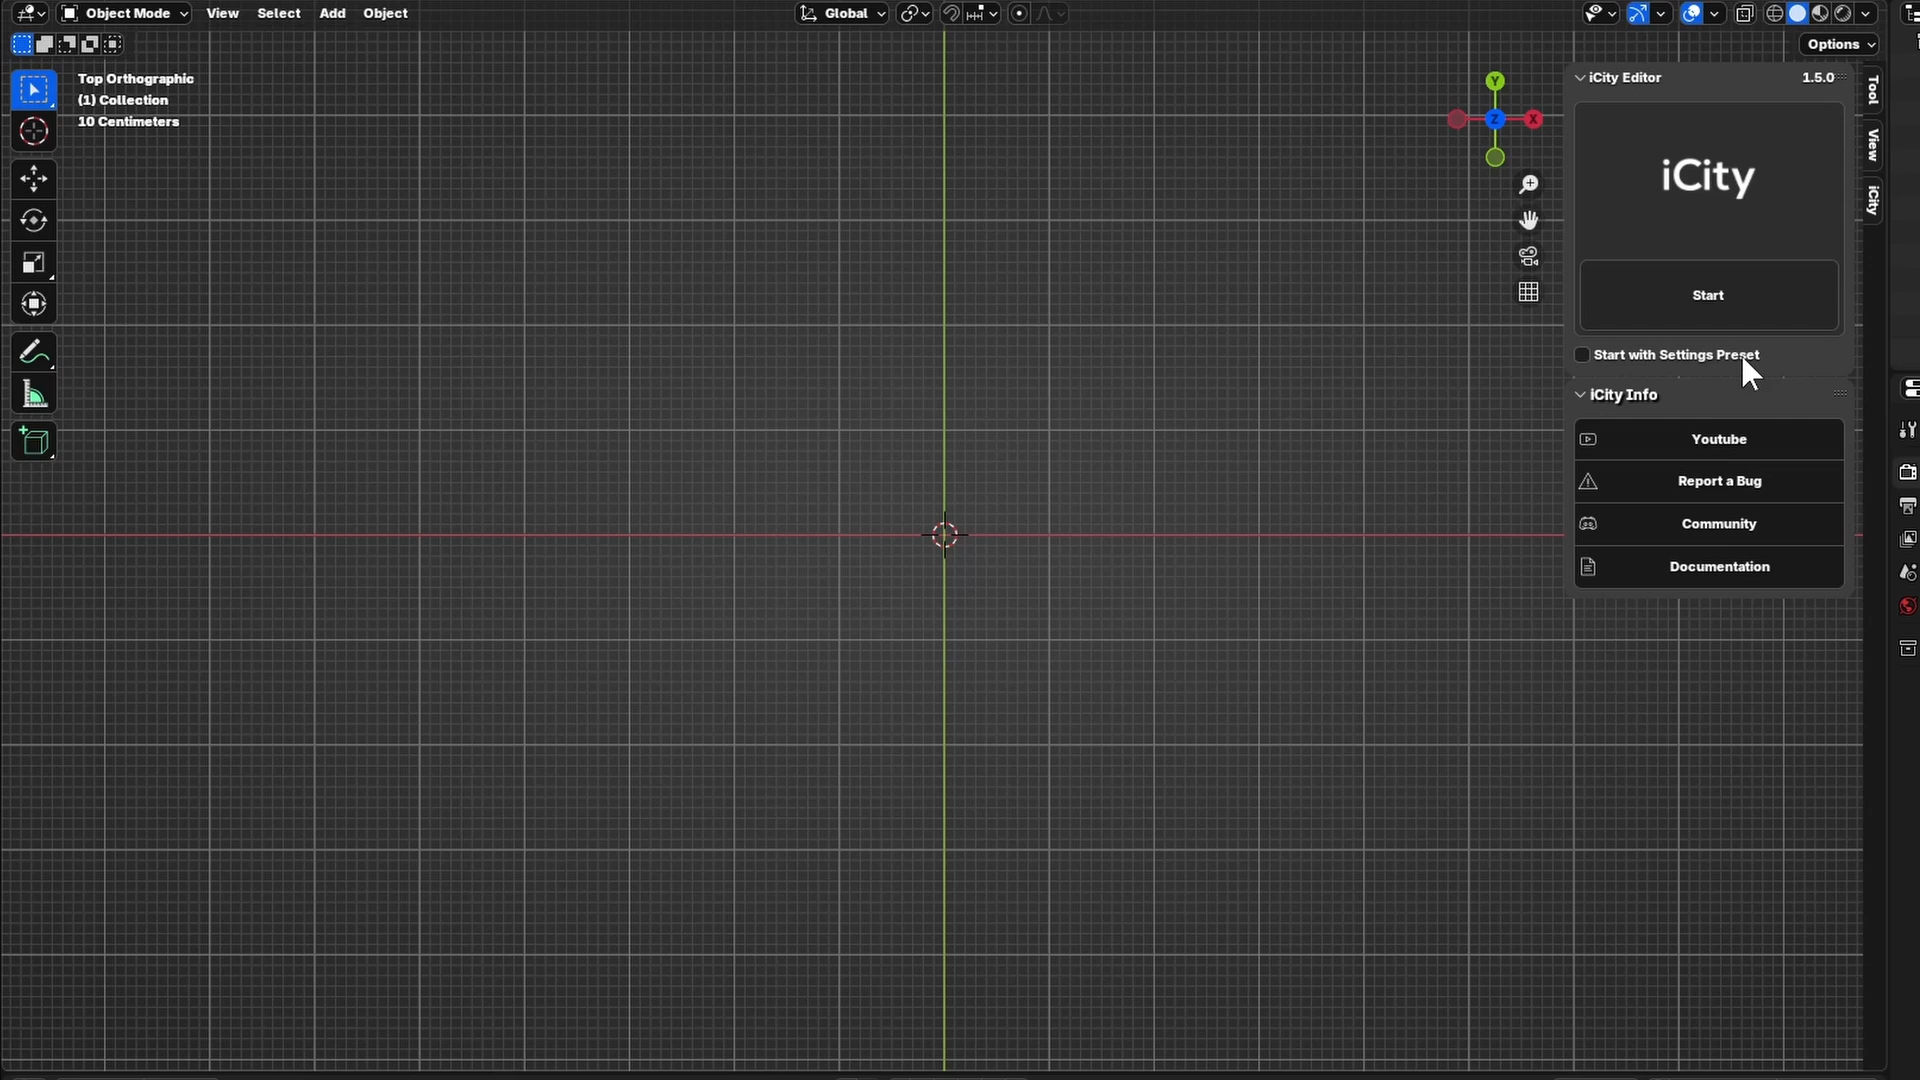 Object Mode View Select Add Object Global
Options
Top Orthographic
(1) Collection
10 Centimeters
Y
Z
X
iCity Editor 1.5.0
iCity
Start
Start with Settings Preset
iCity Info
Youtube
Report a Bug
Community
Documentation
Tool
View
iCity